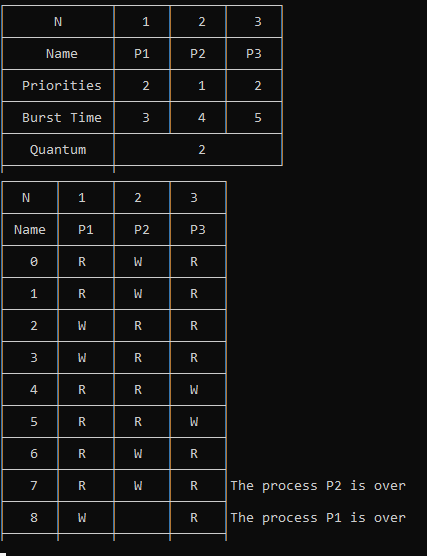 N 1 2 3
Name P1 P2 P3
Priorities 2 1 2
Burst Time 3 4 5
Quantum 2
N 1 2 3
Name P1 P2 P3
0 R W R
1 R W R
2 W R R
3 W R R
4 R R W
5 R R W
6 R W R
7 R W R The process P2 is over
8 W R The process P1 is over